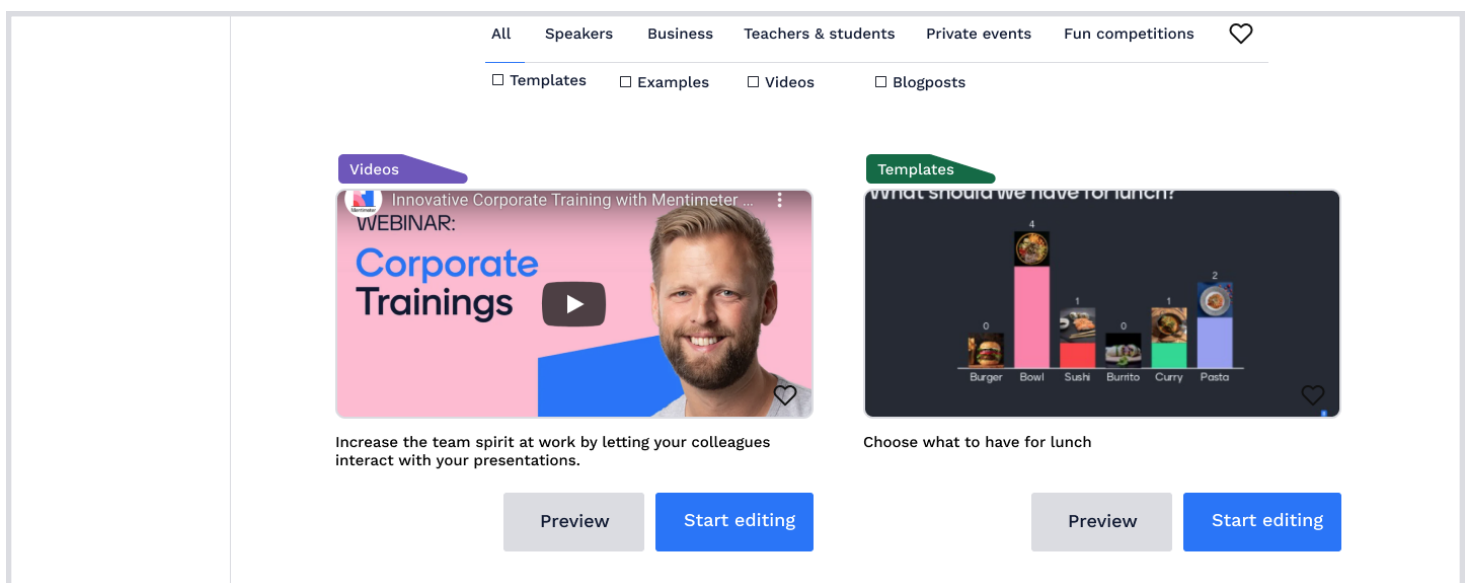 All Speakers Business Teachers & students Private events Fun competitions
Templates Examples Videos Blogposts
Videos
Innovative Corporate Training with Mentimeter ...
Mentimeter
WEBINAR:
Corporate
Trainings
Increase the team spirit at work by letting your colleagues
interact with your presentations.
Preview Start editing
Templates
What should we have for lunch?
0 4 1 0 1 2
Burger Bowl Sushi Burrito Curry Pasta
Choose what to have for lunch
Preview Start editing